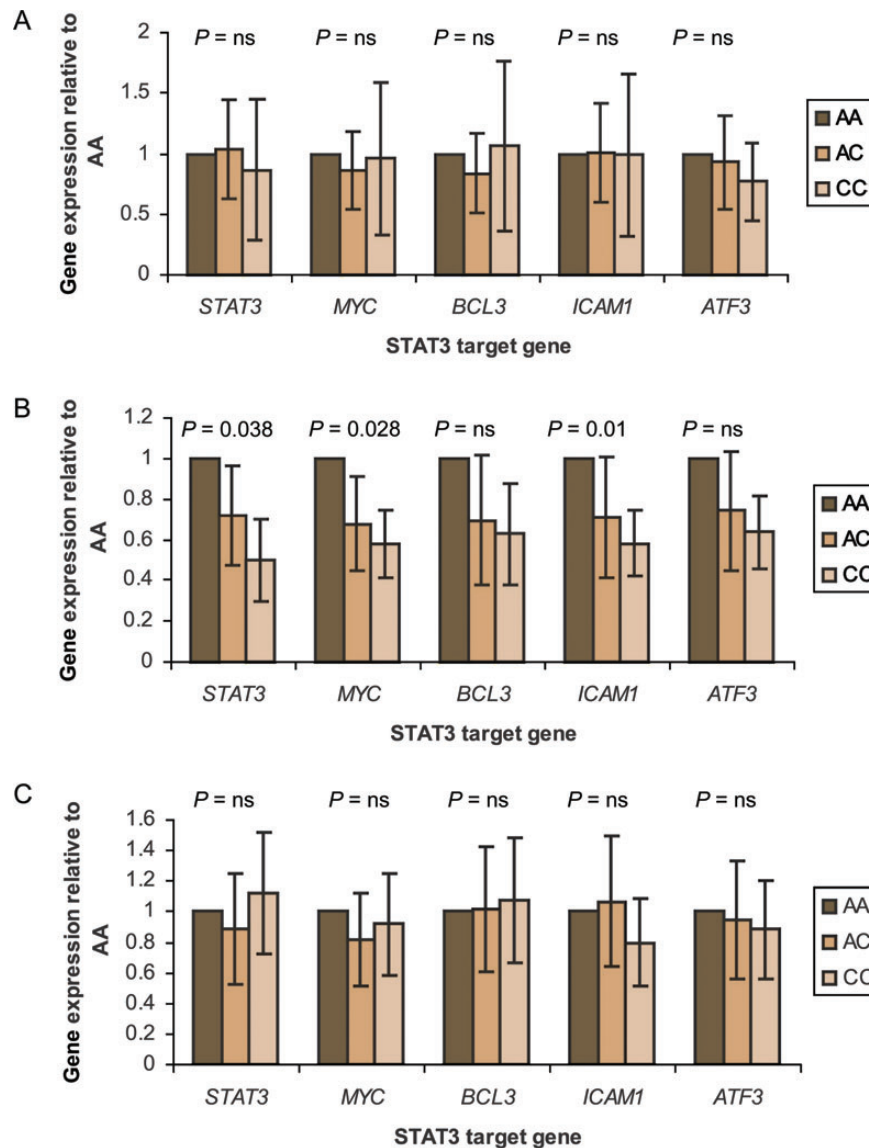 A
2
1.5
1
0.5
0
Gene expression relative to
AA
P = ns P = ns P = ns P = ns P = ns
STAT3 MYC BCL3 ICAM1 ATF3
STAT3 target gene
AA
AC
CC
B
1.2
1
0.8
0.6
0.4
0.2
0
Gene expression relative to
AA
P = 0.038 P = 0.028 P = ns P = 0.01 P = ns
STAT3 MYC BCL3 ICAM1 ATF3
STAT3 target gene
AA
AC
CC
C
1.6
1.4
1.2
1
0.8
0.6
0.4
0.2
0
Gene expression relative to
AA
P = ns P = ns P = ns P = ns P = ns
STAT3 MYC BCL3 ICAM1 ATF3
STAT3 target gene
AA
AC
CC